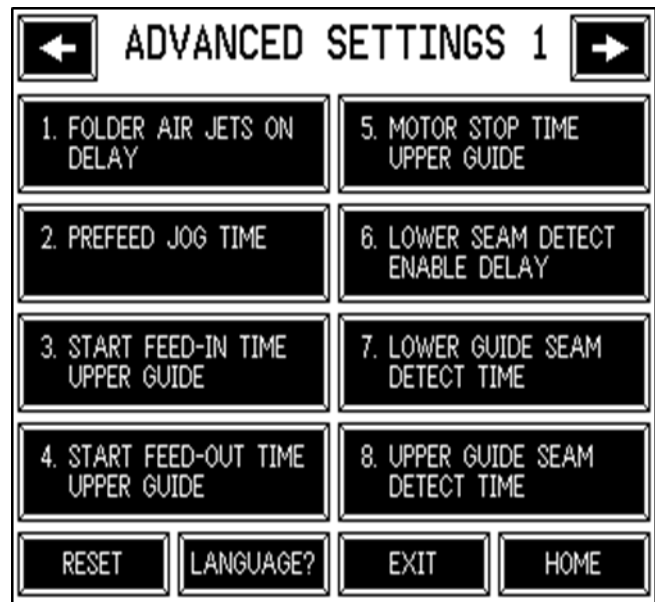 ADVANCED SETTINGS 1
1. FOLDER AIR JETS ON
DELAY
2. PREFEED JOG TIME
3. START FEED-IN TIME
UPPER GUIDE
4. START FEED-OUT TIME
UPPER GUIDE
5. MOTOR STOP TIME
UPPER GUIDE
6. LOWER SEAM DETECT
ENABLE DELAY
7. LOWER GUIDE SEAM
DETECT TIME
8. UPPER GUIDE SEAM
DETECT TIME
RESET
LANGUAGE?
EXIT
HOME